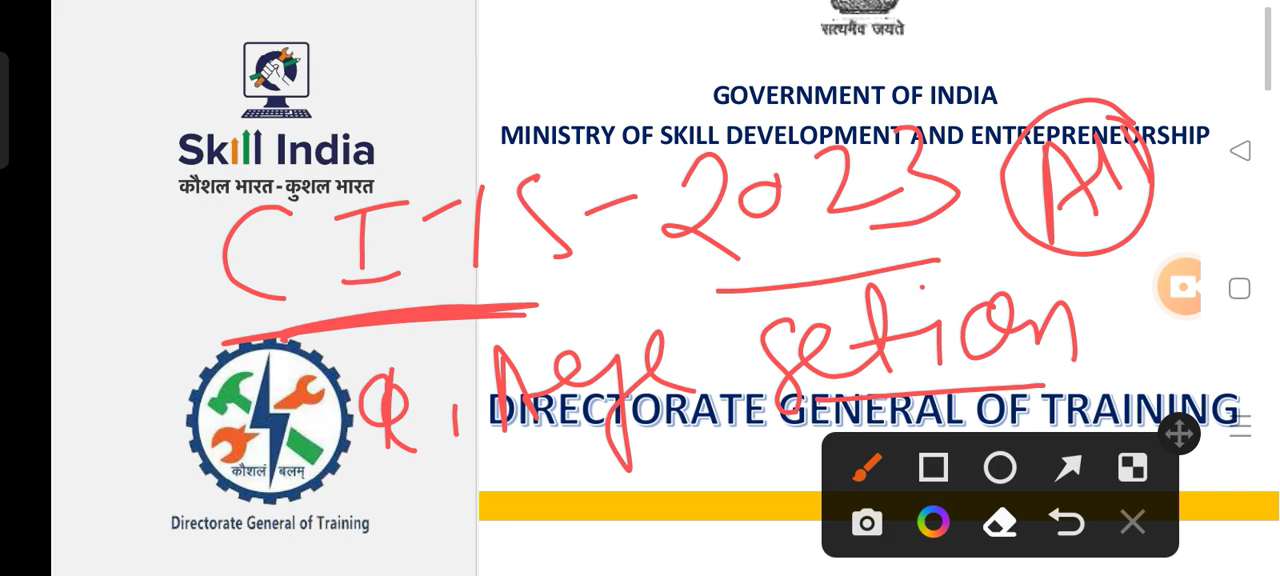 सत्यमेव जयते
GOVERNMENT OF INDIA
MINISTRY OF SKILL DEVELOPMENT AND ENTREPRENEURSHIP
Skill India
कौशल भारत-कुशल भारत
CITS-2023
setion
DIRECTORATE GENERAL OF TRAINING
कौशलं बलम्
Directorate General of Training